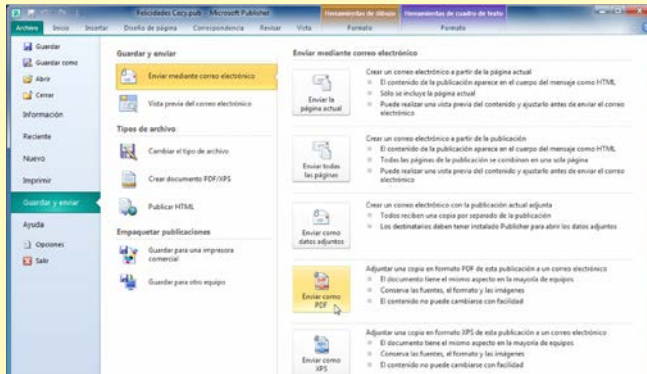 Felicidades Cecy.pub - Microsoft Publisher
Herramientas de dibujo
Herramientas de cuadro de texto
Archivo
Inicio
Insertar
Diseño de página
Correspondencia
Revisar
Vista
Formato
Formato
Guardar
Guardar como
Abrir
Cerrar
Información
Reciente
Nuevo
Imprimir
Guardar y enviar
Ayuda
Opciones
Salir
Guardar y enviar
Enviar mediante correo electrónico
Vista previa del correo electrónico
Tipos de archivo
Cambiar el tipo de archivo
Crear documento PDF/XPS
Publicar HTML
Empaquetar publicaciones
Guardar para una impresora
comercial
Guardar para otro equipo
Enviar mediante correo electrónico
Enviar la
página actual
Crear un correo electrónico a partir de la página actual
El contenido de la publicación aparece en el cuerpo del mensaje como HTML
Sólo se incluye la página actual
Puede realizar una vista previa del contenido y ajustarlo antes de enviar el correo
electrónico
Enviar todas
las páginas
Crear un correo electrónico a partir de la publicación
El contenido de la publicación aparece en el cuerpo del mensaje como HTML
Todas las páginas de la publicación se combinan en una sola página
Puede realizar una vista previa del contenido y ajustarlo antes de enviar el correo
electrónico
Enviar como
datos adjuntos
Crear un correo electrónico con la publicación actual adjunta
Todos reciben una copia por separado de la publicación
Los destinatarios deben tener instalado Publisher para abrir los datos adjuntos
Enviar como
PDF
Adjuntar una copia en formato PDF de esta publicación a un correo electrónico
El documento tiene el mismo aspecto en la mayoría de equipos
Conserva las fuentes, el formato y las imágenes
El contenido no puede cambiarse con facilidad
Enviar como
XPS
Adjuntar una copia en formato XPS de esta publicación a un correo electrónico
El documento tiene el mismo aspecto en la mayoría de equipos
Conserva las fuentes, el formato y las imágenes
El contenido no puede cambiarse con facilidad